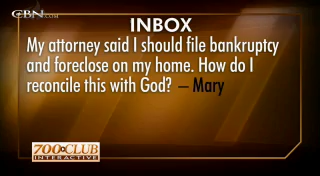 CBN.com
INBOX
My attorney said I should file bankruptcy
and foreclose on my home. How do I
reconcile this with God? – Mary
700 CLUB
INTERACTIVE